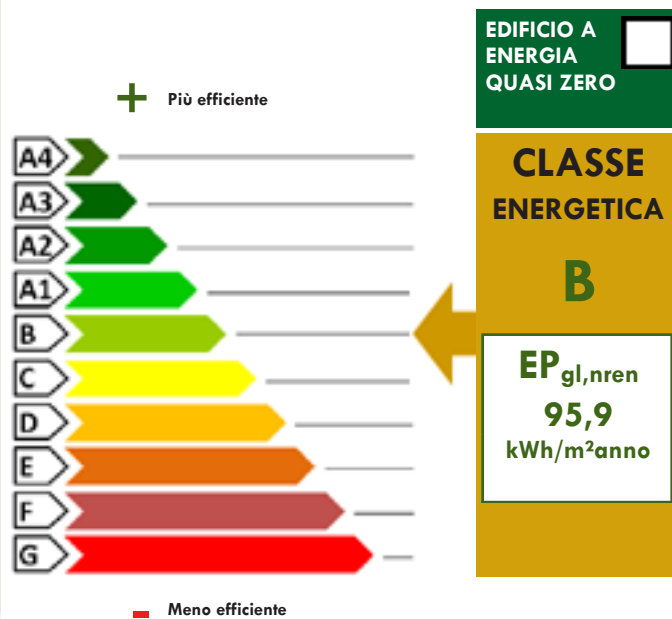 EDIFICIO A
ENERGIA
QUASI ZERO
+ Più efficiente
A4
A3
A2
A1
B
C
D
E
F
G
- Meno efficiente
CLASSE
ENERGETICA
B
EPgl,nren
95,9
kWh/m²anno